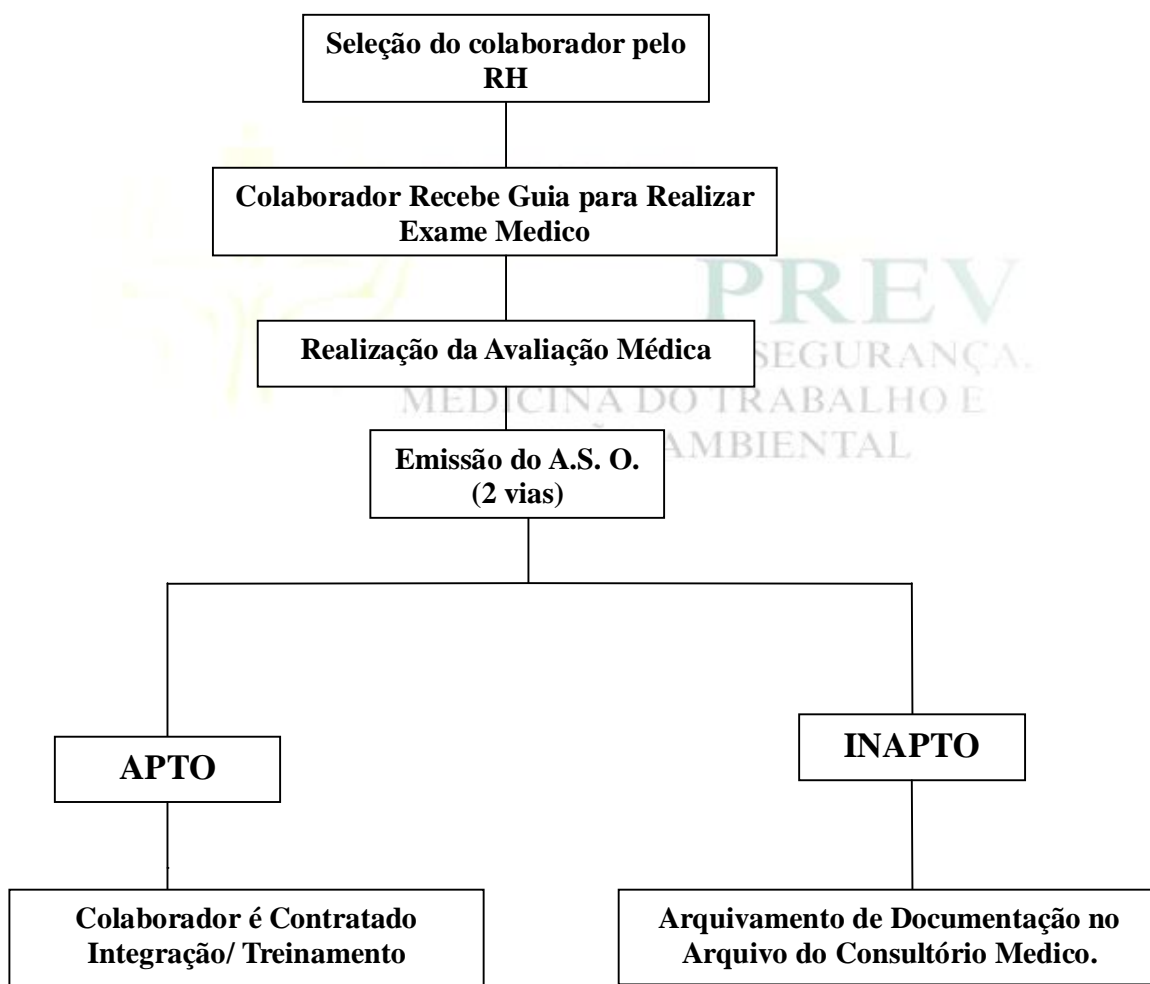 Seleção do colaborador pelo
RH
Colaborador Recebe Guia para Realizar
Exame Medico
PREV
Realização da Avaliação Médica
SEGURANÇA,
MEDICINA DO TRABALHO E
AMBIENTAL
Emissão do A.S. O.
(2 vias)
APTO
INAPTO
Colaborador é Contratado
Integração/ Treinamento
Arquivamento de Documentação no
Arquivo do Consultório Medico.